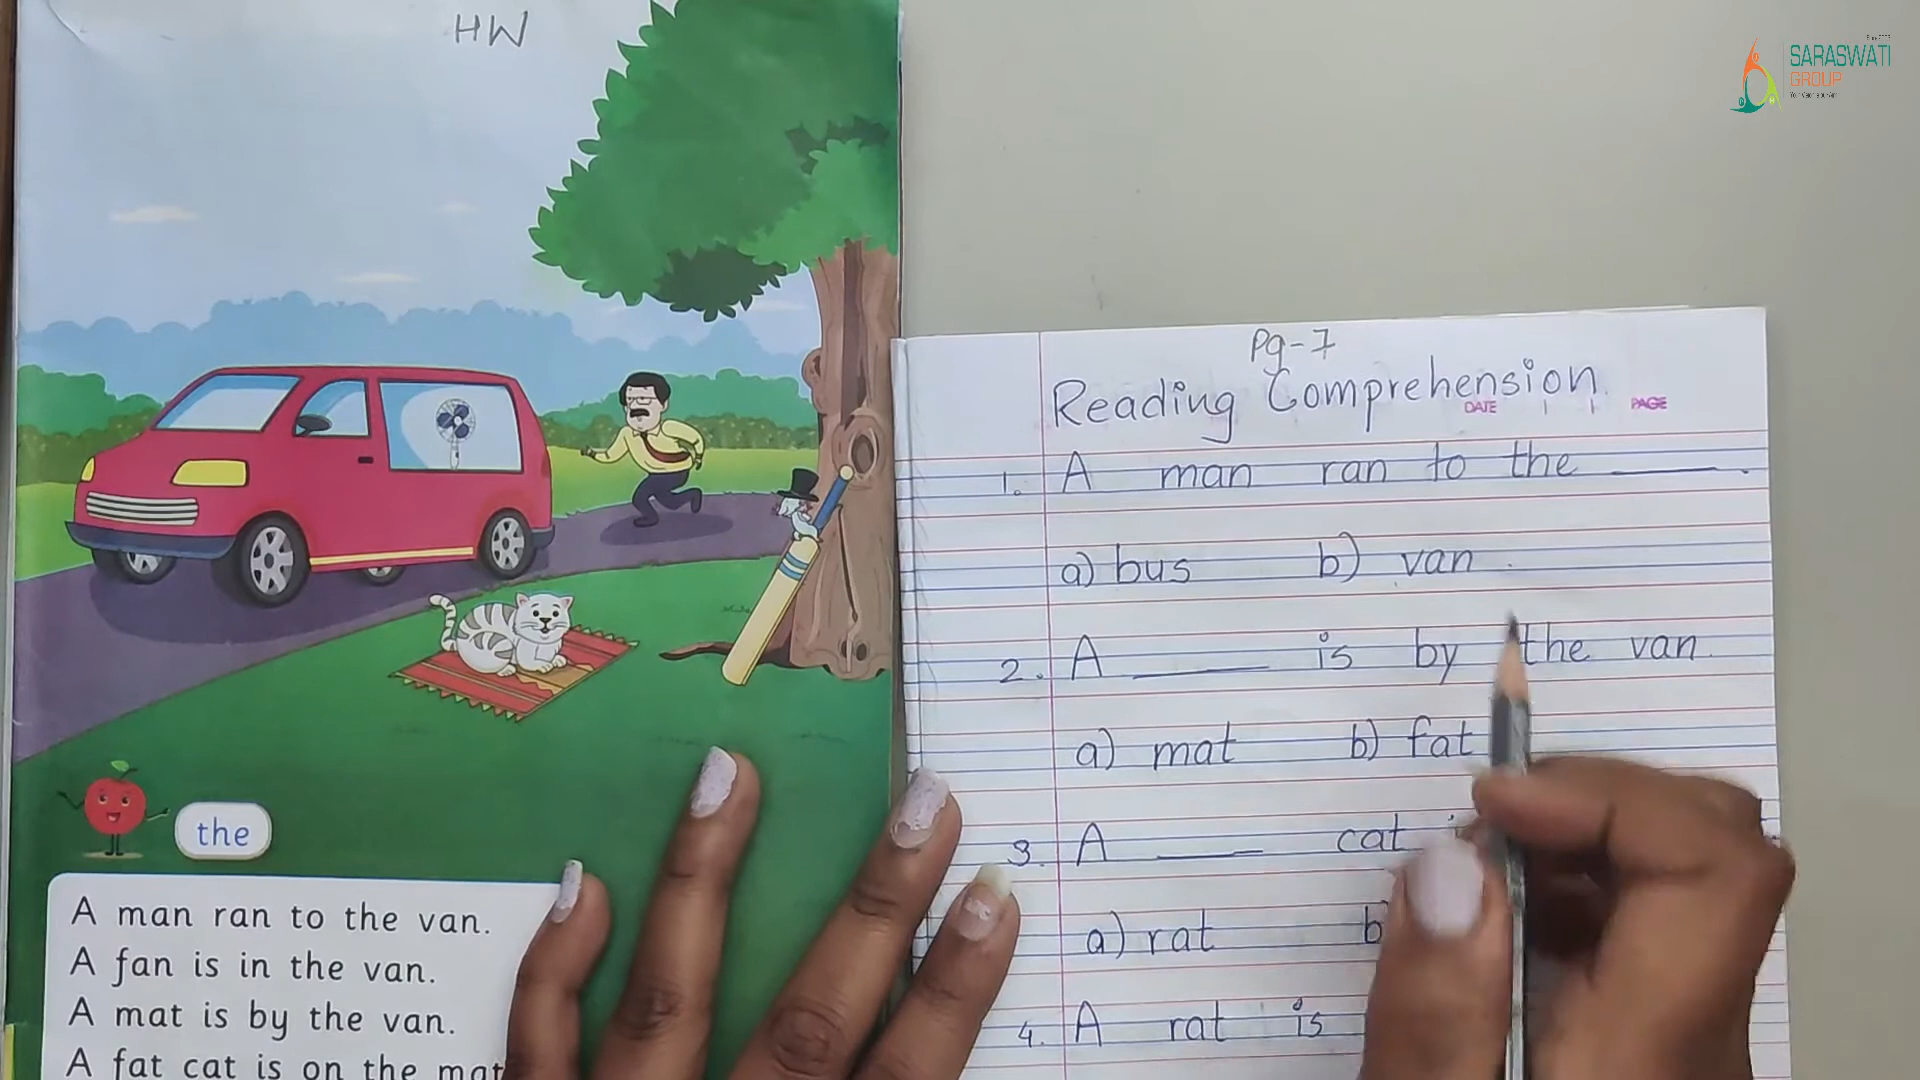 HW
the
A man ran to the van.
A fan is in the van.
A mat is by the van.
A fat cat is on the mat
SARASWATI
GROUP
Pg-7
Reading Comprehension
DATE PAGE
1. A man ran to the ____.
a) bus b) van
2. A ____ is by the van.
a) mat b) fat
3. A ____ cat
a) rat b
4. A rat is